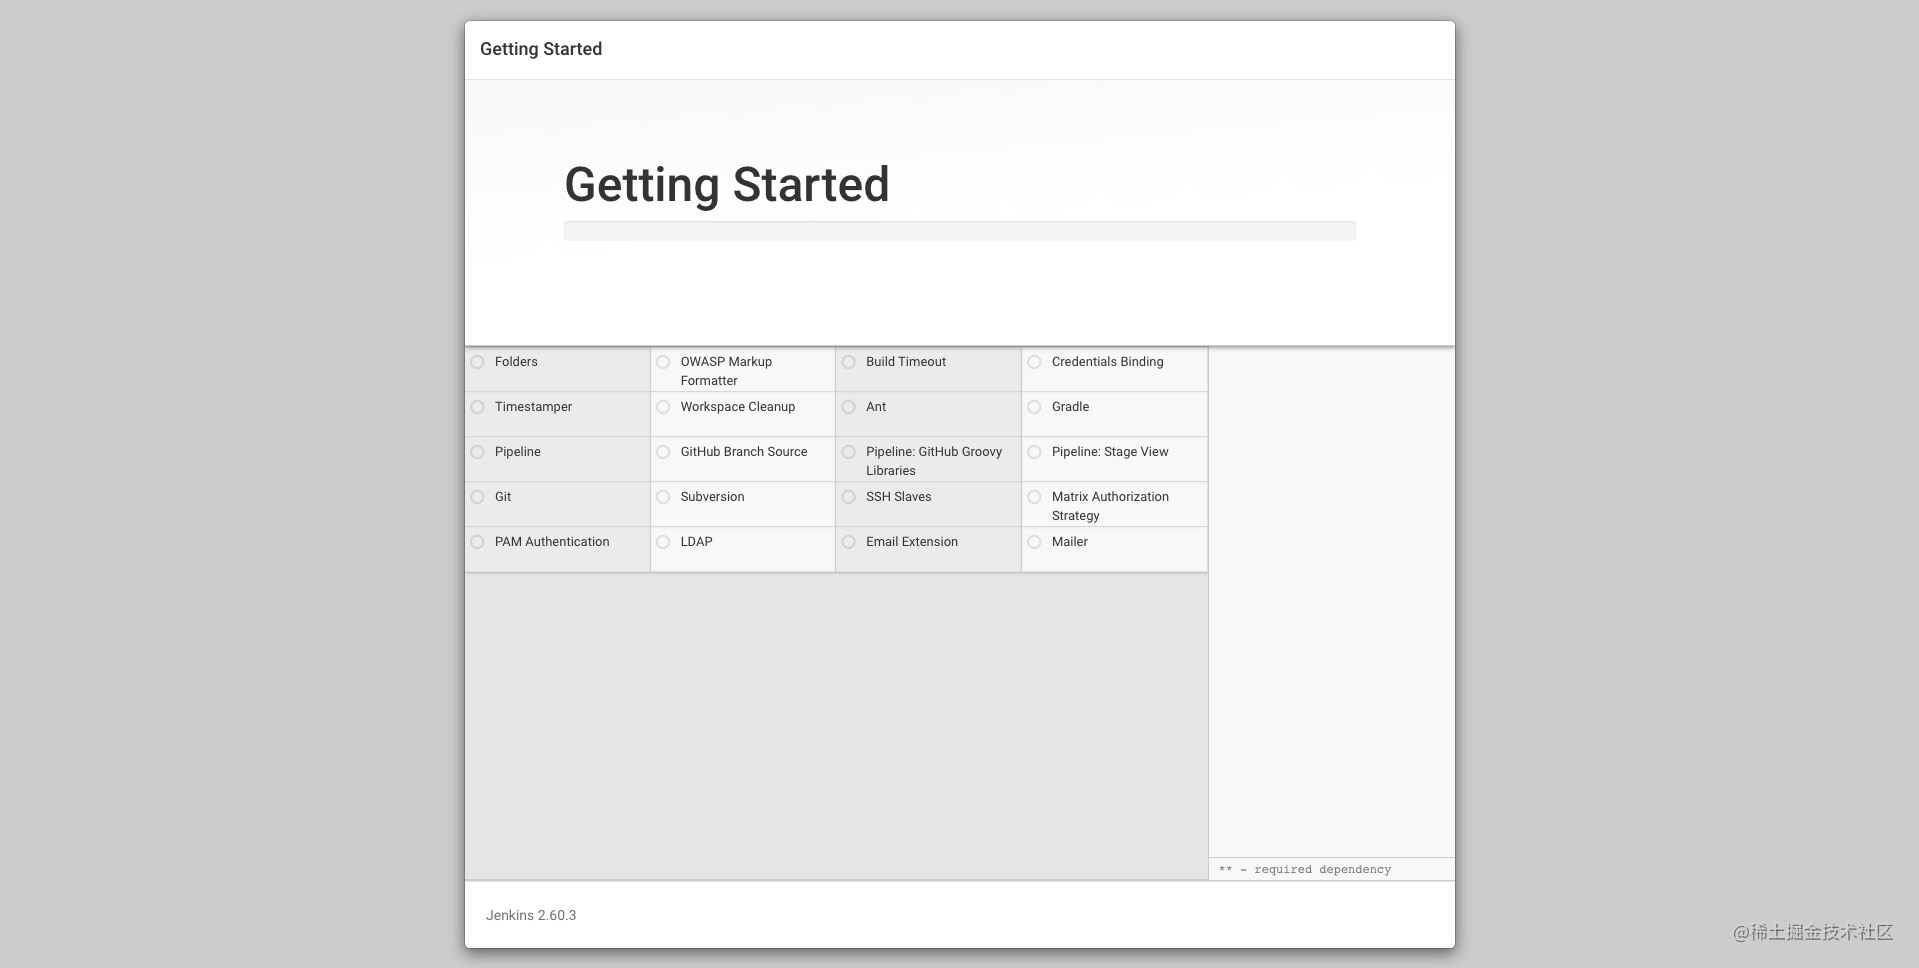 Getting Started
Getting Started
Folders
OWASP Markup
Formatter
Build Timeout
Credentials Binding
Timestamper
Workspace Cleanup
Ant
Gradle
Pipeline
GitHub Branch Source
Pipeline: GitHub Groovy
Libraries
Pipeline: Stage View
Git
Subversion
SSH Slaves
Matrix Authorization
Strategy
PAM Authentication
LDAP
Email Extension
Mailer
** - required dependency
Jenkins 2.60.3
@稀土掘金技术社区